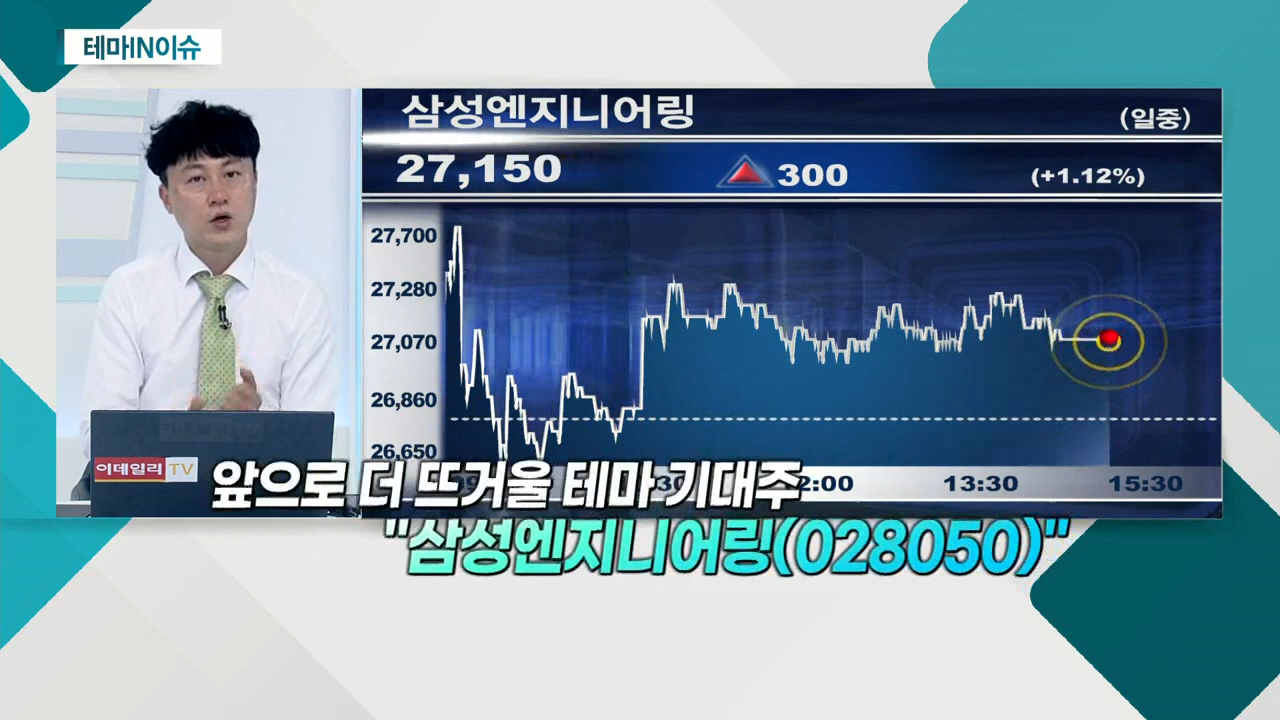 테마IN이슈
삼성엔지니어링
(일중)
27,150
300
(+1.12%)
27,700
27,280
27,070
26,860
26,650
13:30
15:30
이데일리TV
앞으로 더 뜨거울 테마 기대주
"삼성엔지니어링(028050)"